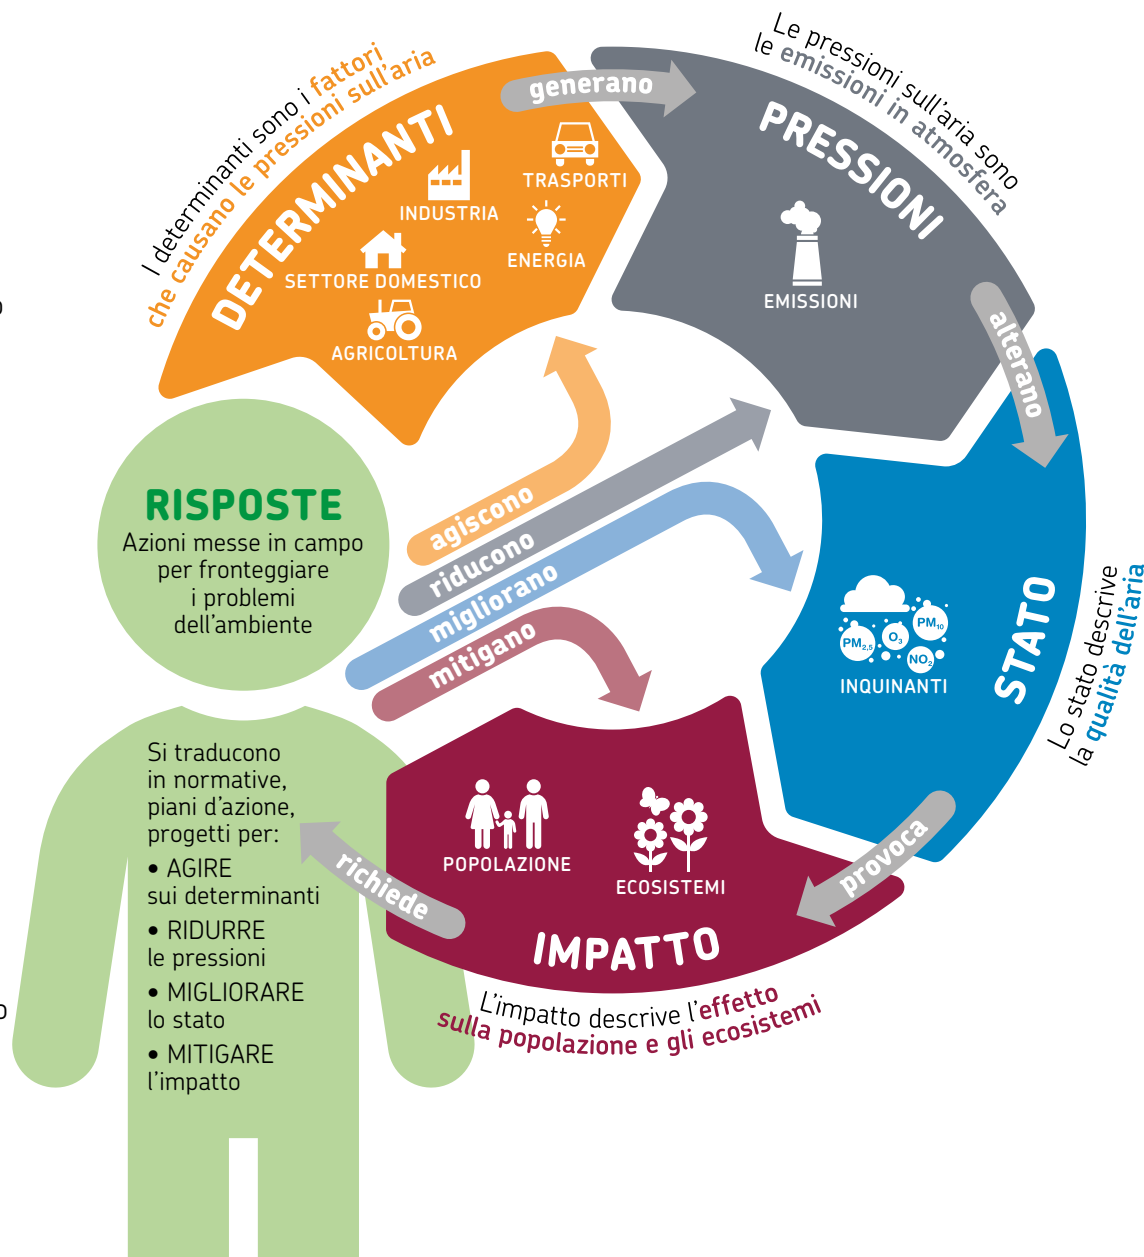 I determinanti sono i fattori
che causano le pressioni sull'aria
DETERMINANTI
TRASPORTI
INDUSTRIA
ENERGIA
SETTORE DOMESTICO
AGRICOLTURA
generano
Le pressioni sull'aria sono
le emissioni in atmosfera
PRESSIONI
EMISSIONI
alterano
STATO
PM10
O3
PM2,5
NO2
INQUINANTI
Lo stato descrive
la qualità dell'aria
provoca
IMPATTO
POPOLAZIONE
ECOSISTEMI
L'impatto descrive l'effetto
sulla popolazione e gli ecosistemi
richiede
RISPOSTE
Azioni messe in campo
per fronteggiare
i problemi
dell'ambiente
agiscono
riducono
migliorano
mitigano
Si traducono
in normative,
piani d'azione,
progetti per:
• AGIRE
sui determinanti
• RIDURRE
le pressioni
• MIGLIORARE
lo stato
• MITIGARE
l'impatto